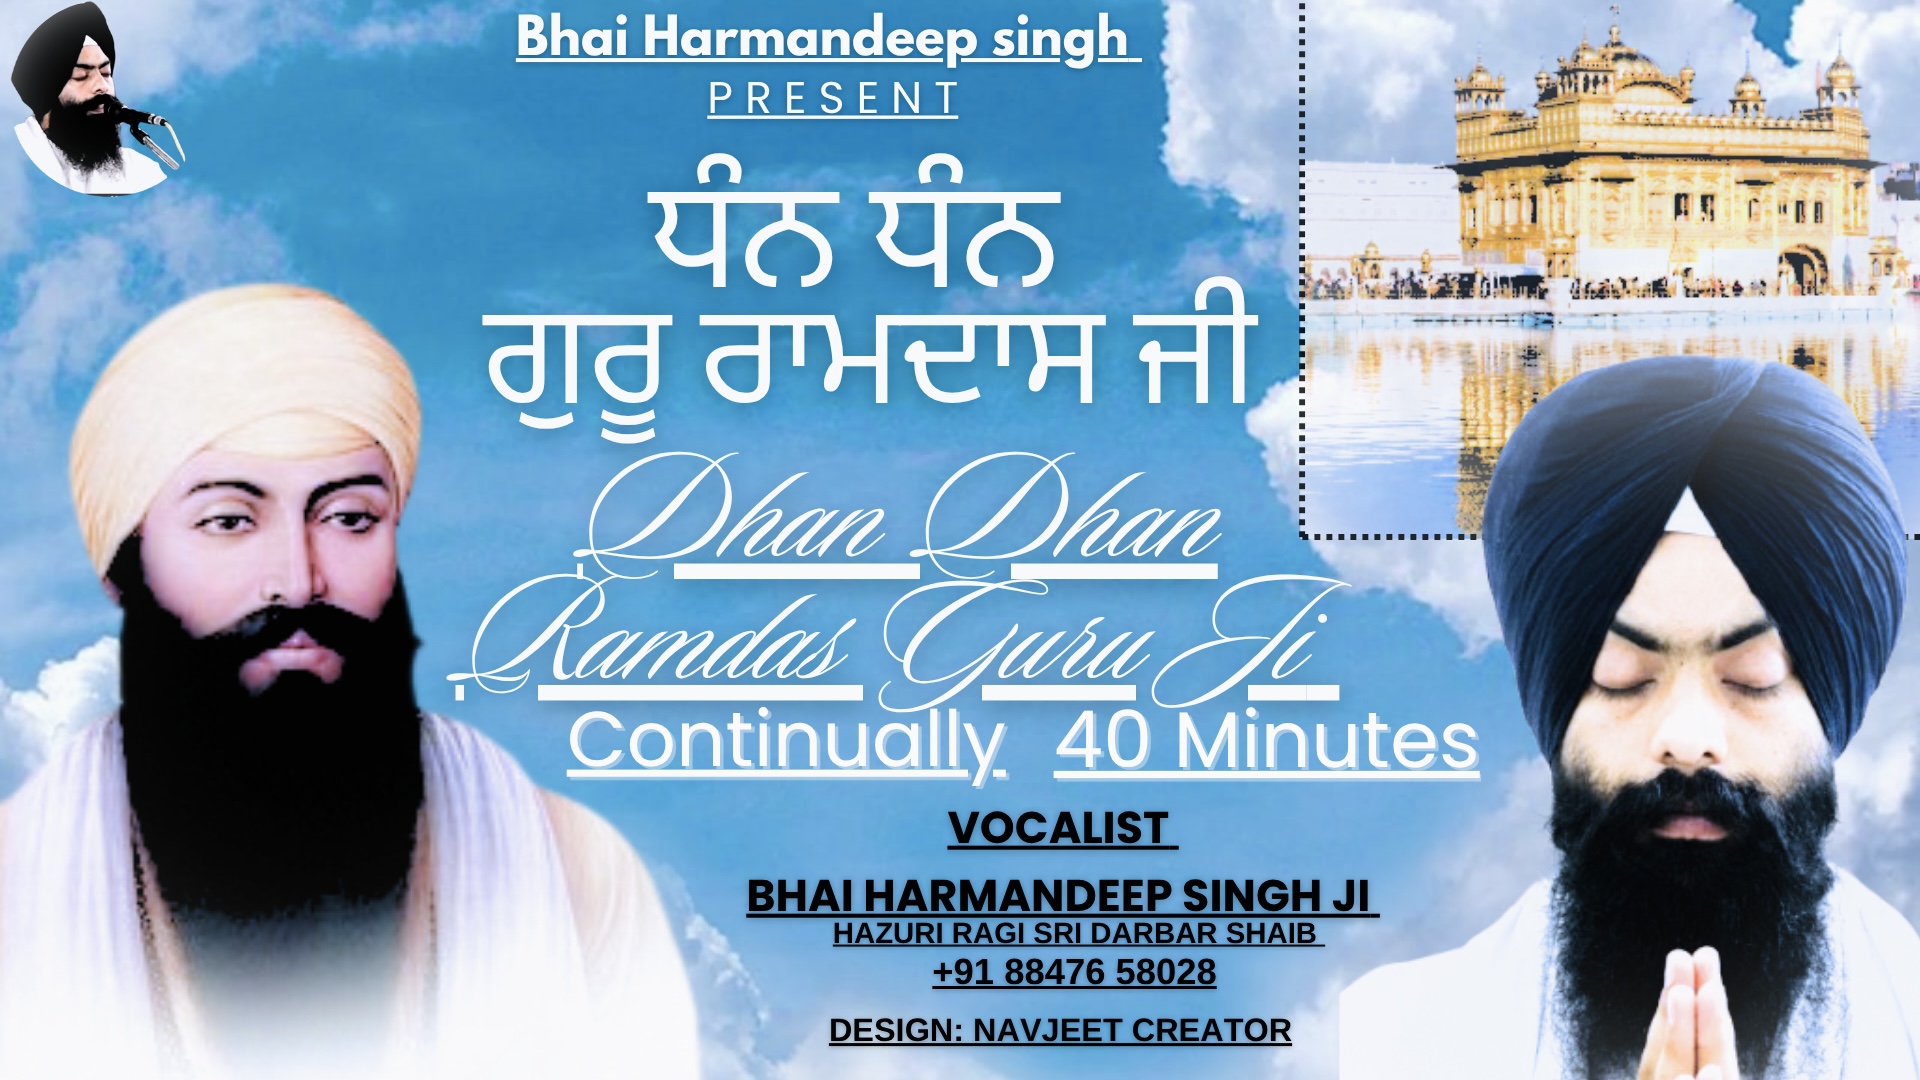 Bhai Harmandeep singh
PRESENT
ਧੰਨ ਧੰਨ
ਗੁਰੂ ਰਾਮਦਾਸ ਜੀ
Dhan Dhan
Ramdas Guru Ji
Continually 40 Minutes
VOCALIST
BHAI HARMANDEEP SINGH JI
HAZURI RAGI SRI DARBAR SHAIB
+91 88476 58028
DESIGN: NAVJEET CREATOR